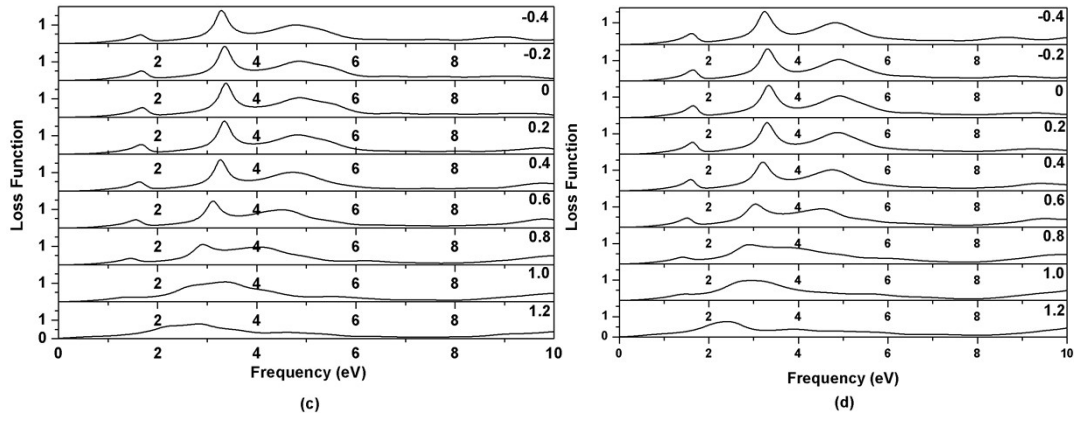 Loss Function
1 -0.4
1 2 4 6 8 -0.2
1 2 4 6 8 0
1 2 4 6 8 0.2
1 2 4 6 8 0.4
1 2 4 6 8 0.6
1 2 4 6 8 0.8
1 2 4 6 8 1.0
1 2 4 6 8 1.2
0
0 2 4 6 8 10
Frequency (eV)
(c)
Loss Function
1 -0.4
1 2 4 6 8 -0.2
1 2 4 6 8 0
1 2 4 6 8 0.2
1 2 4 6 8 0.4
1 2 4 6 8 0.6
1 2 4 6 8 0.8
1 2 4 6 8 1.0
1 2 4 6 8 1.2
0
0 2 4 6 8 10
Frequency (eV)
(d)